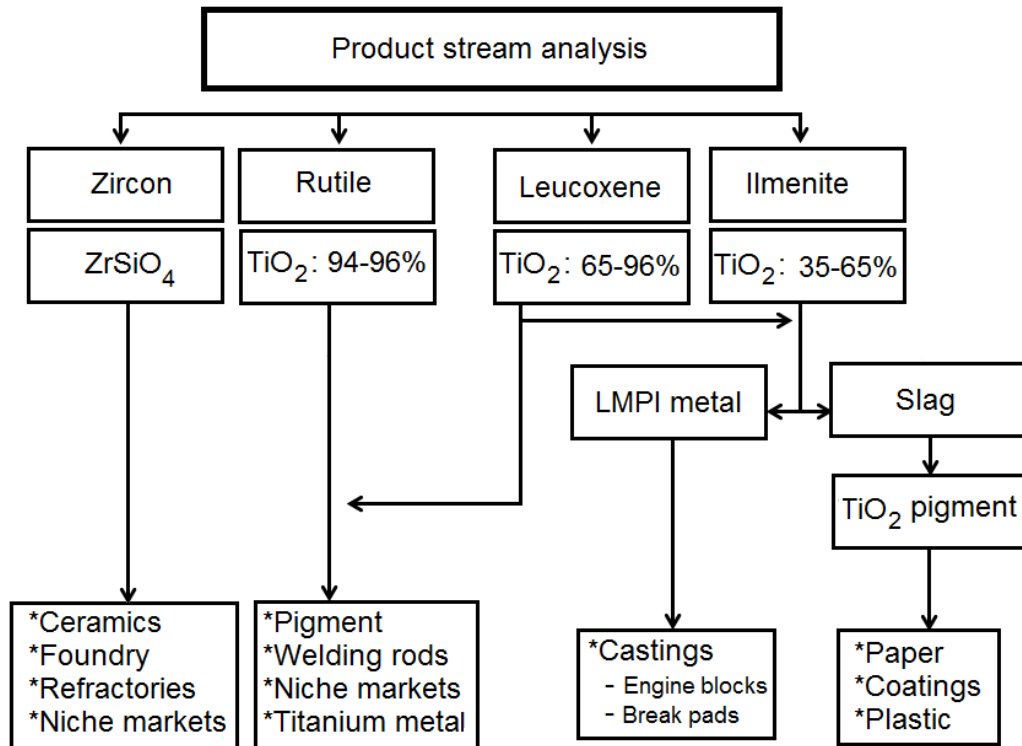 Product stream analysis
Zircon
Rutile
Leucoxene
Ilmenite
ZrSiO4
TiO2: 94-96%
TiO2: 65-96%
TiO2: 35-65%
LMPI metal
Slag
TiO2 pigment
*Ceramics
*Foundry
*Refractories
*Niche markets
*Pigment
*Welding rods
*Niche markets
*Titanium metal
*Castings
- Engine blocks
- Break pads
*Paper
*Coatings
*Plastic